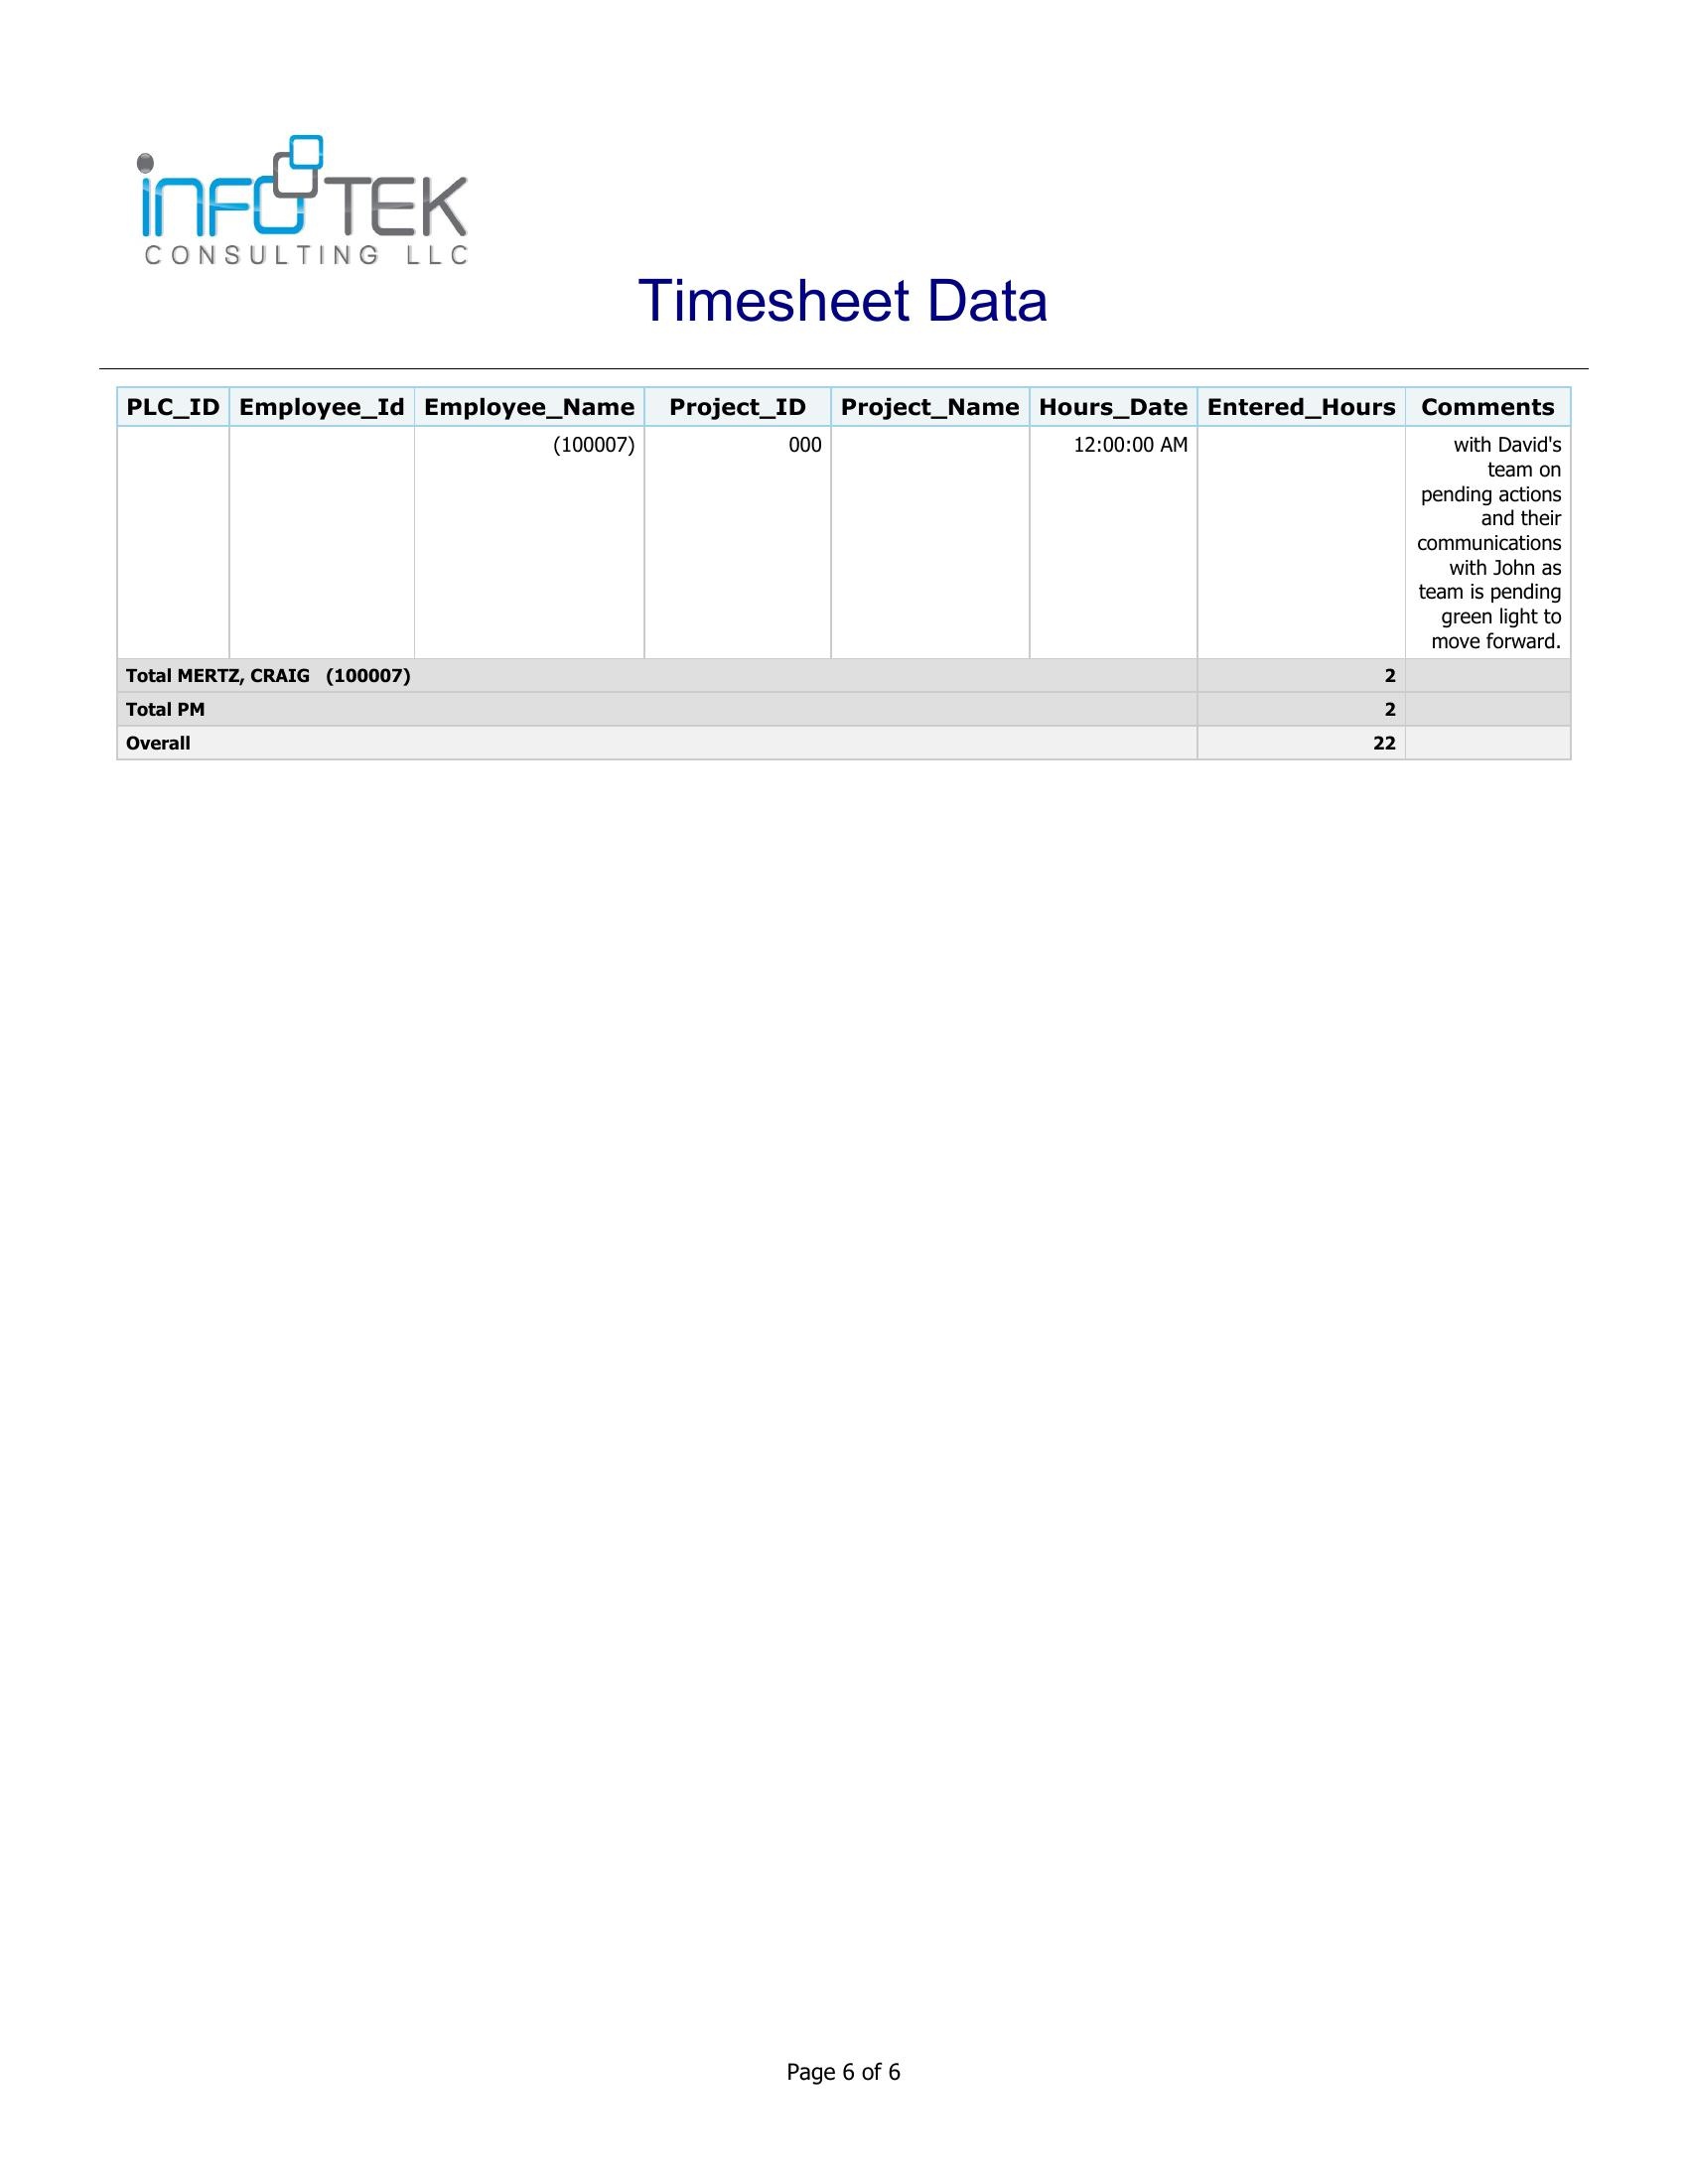 INFOTEK
CONSULTING LLC
Timesheet Data
PLC_ID Employee_Id Employee_Name Project_ID Project_Name Hours_Date Entered_Hours Comments
(100007) 000 12:00:00 AM with David's
team on
pending actions
and their
communications
with John as
team is pending
green light to
move forward.
Total MERTZ, CRAIG (100007) 2
Total PM 2
Overall 22
Page 6 of 6